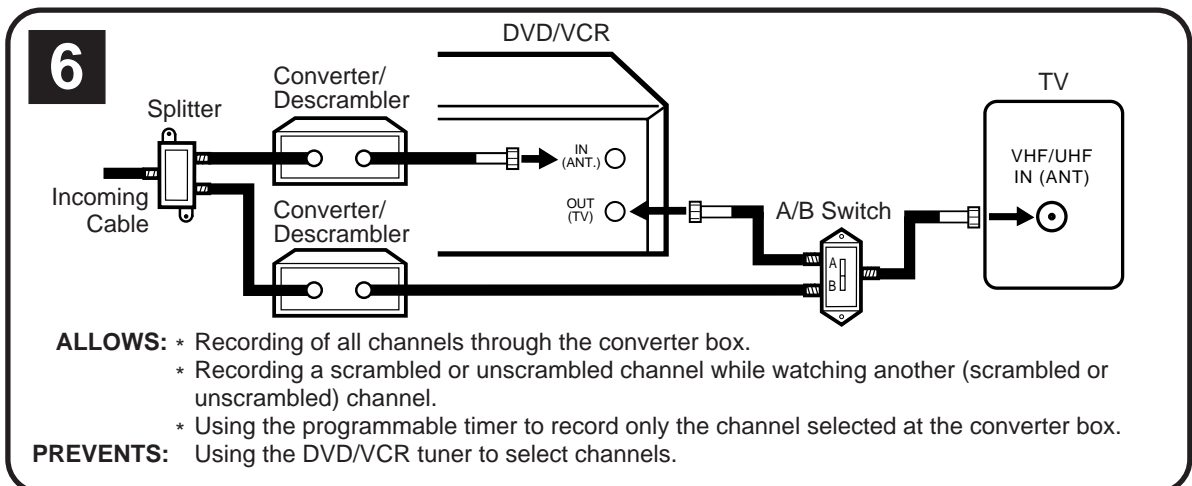 6
DVD/VCR
Converter/
Descrambler
Splitter
TV
IN
(ANT.)
VHF/UHF
IN (ANT)
Incoming
Cable
Converter/
Descrambler
OUT
(TV)
A/B Switch
A
B
ALLOWS: * Recording of all channels through the converter box.
* Recording a scrambled or unscrambled channel while watching another (scrambled or
unscrambled) channel.
* Using the programmable timer to record only the channel selected at the converter box.
PREVENTS: Using the DVD/VCR tuner to select channels.